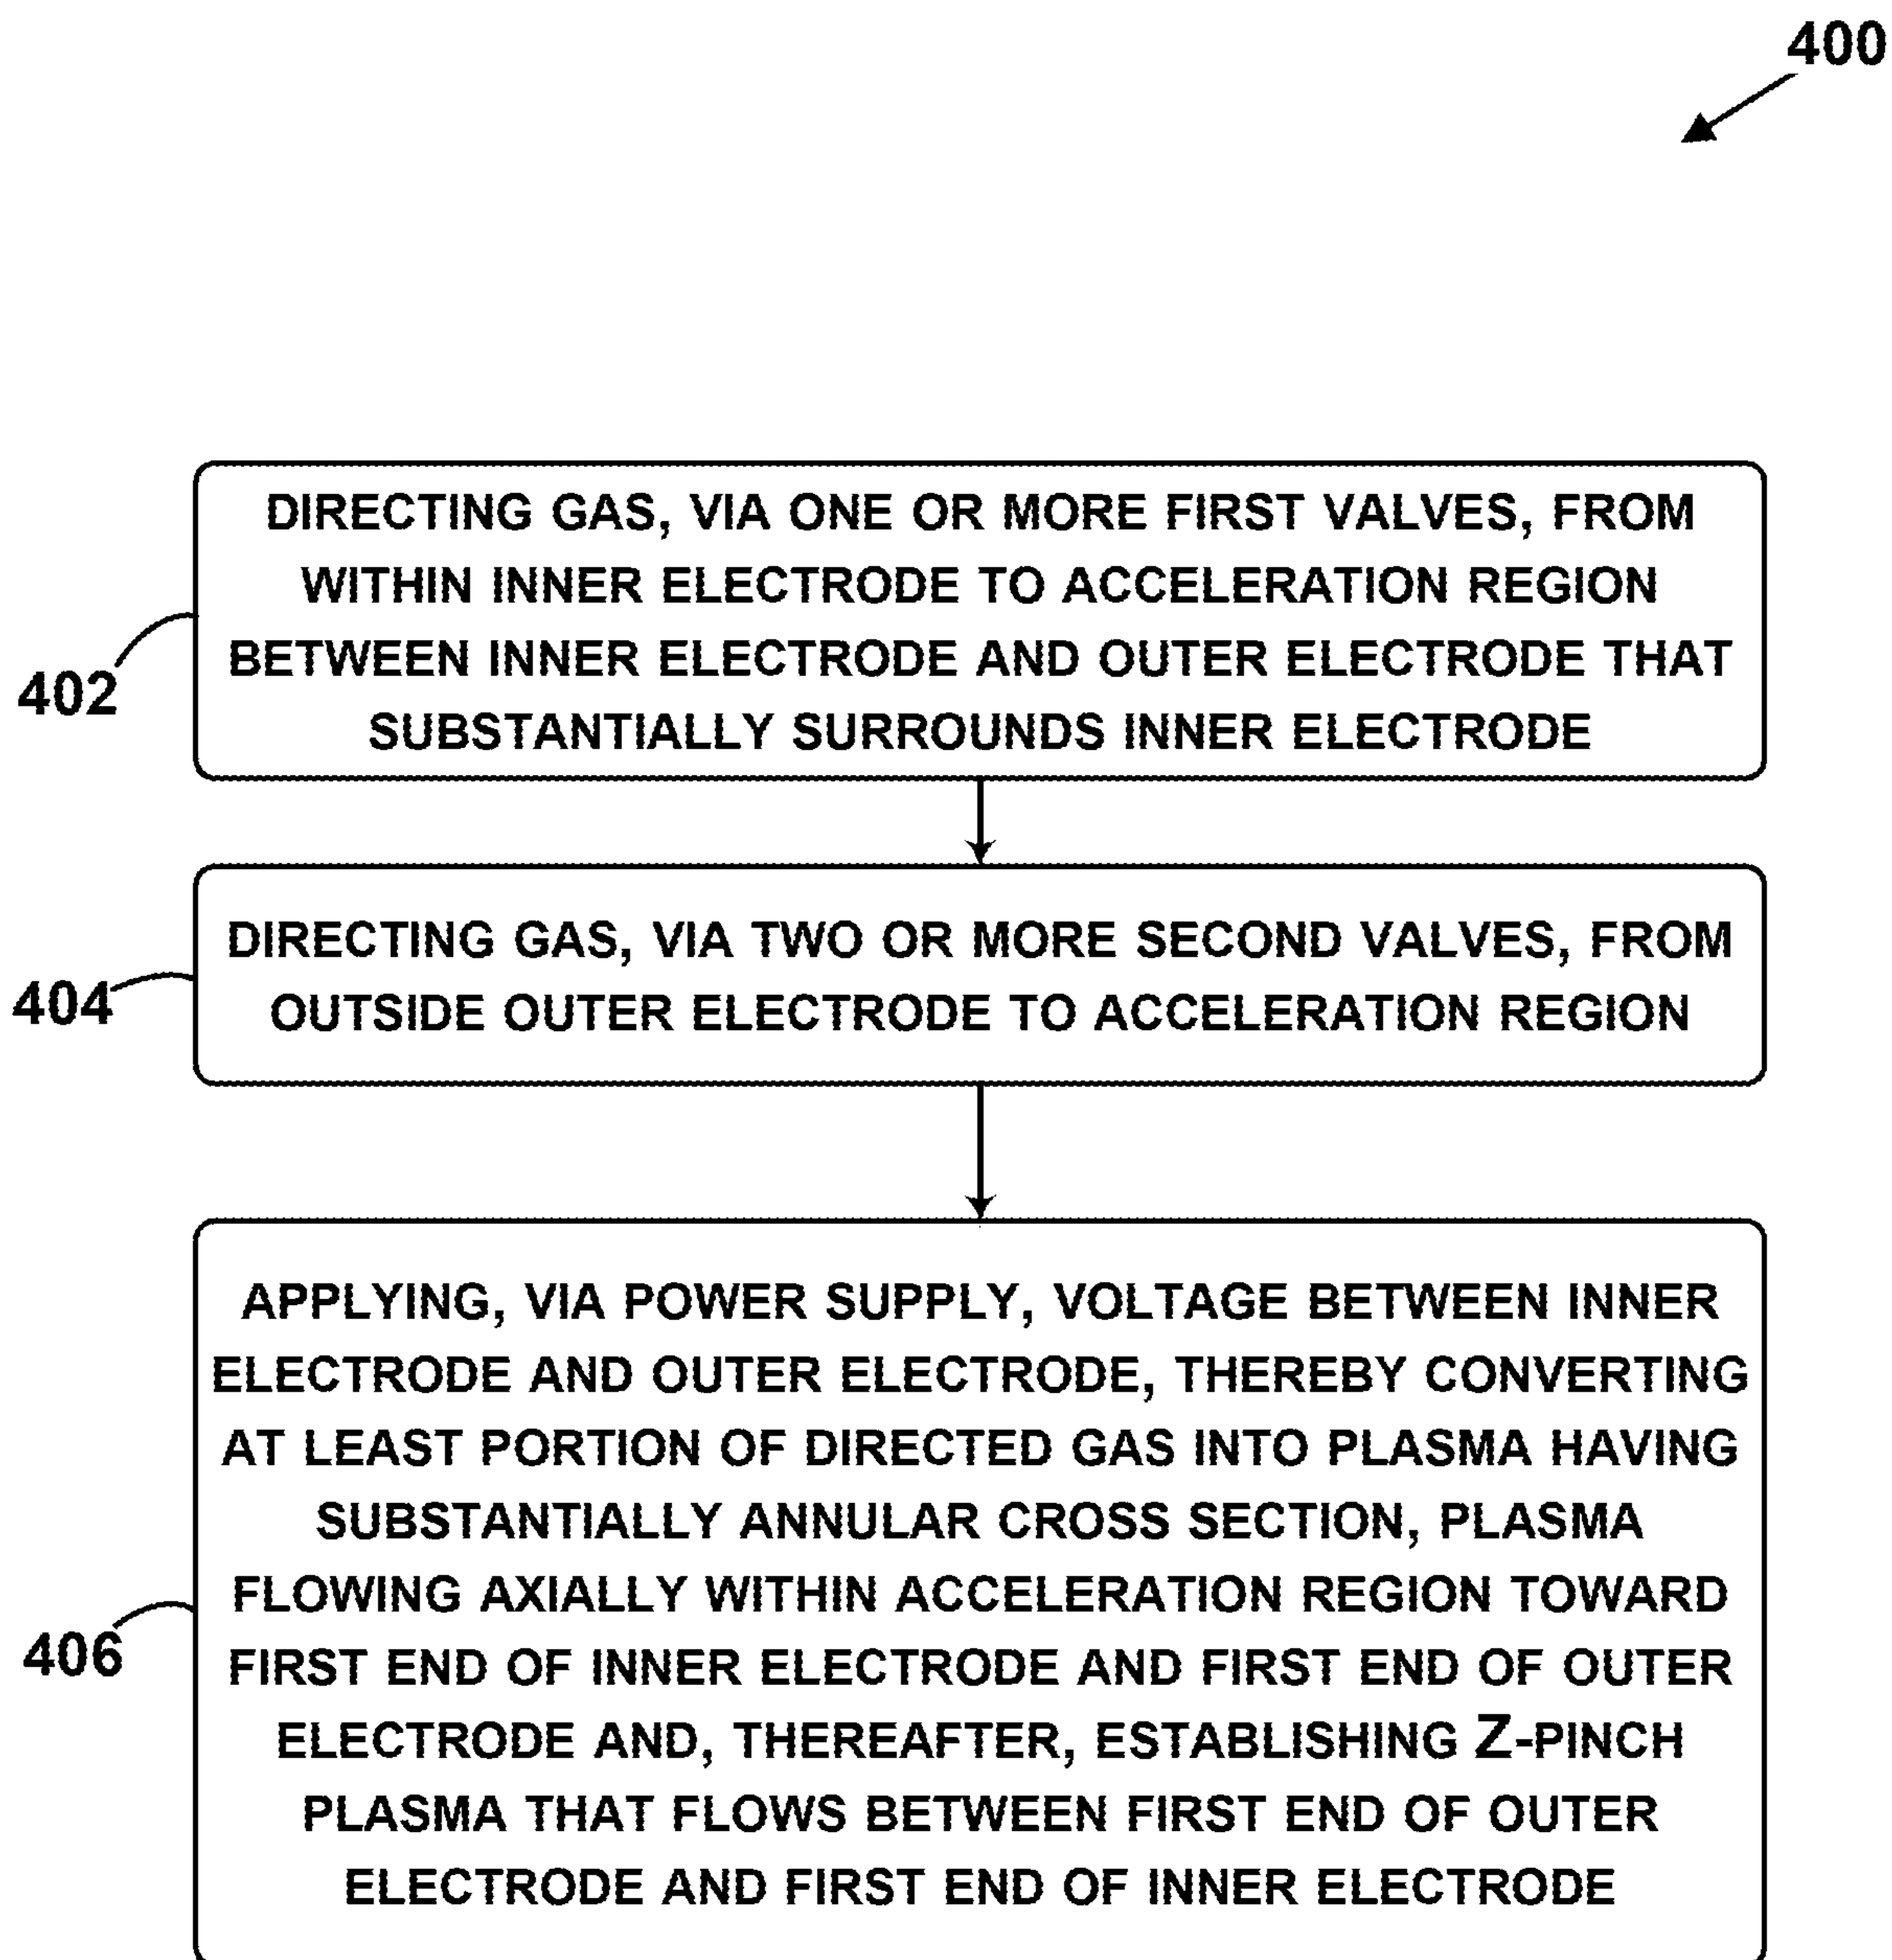 400
DIRECTING GAS, VIA ONE OR MORE FIRST VALVES, FROM
WITHIN INNER ELECTRODE TO ACCELERATION REGION
BETWEEN INNER ELECTRODE AND OUTER ELECTRODE THAT
SUBSTANTIALLY SURROUNDS INNER ELECTRODE
402
DIRECTING GAS, VIA TWO OR MORE SECOND VALVES, FROM
OUTSIDE OUTER ELECTRODE TO ACCELERATION REGION
404
APPLYING, VIA POWER SUPPLY, VOLTAGE BETWEEN INNER
ELECTRODE AND OUTER ELECTRODE, THEREBY CONVERTING
AT LEAST PORTION OF DIRECTED GAS INTO PLASMA HAVING
SUBSTANTIALLY ANNULAR CROSS SECTION, PLASMA
FLOWING AXIALLY WITHIN ACCELERATION REGION TOWARD
FIRST END OF INNER ELECTRODE AND FIRST END OF OUTER
ELECTRODE AND, THEREAFTER, ESTABLISHING Z-PINCH
PLASMA THAT FLOWS BETWEEN FIRST END OF OUTER
ELECTRODE AND FIRST END OF INNER ELECTRODE
406